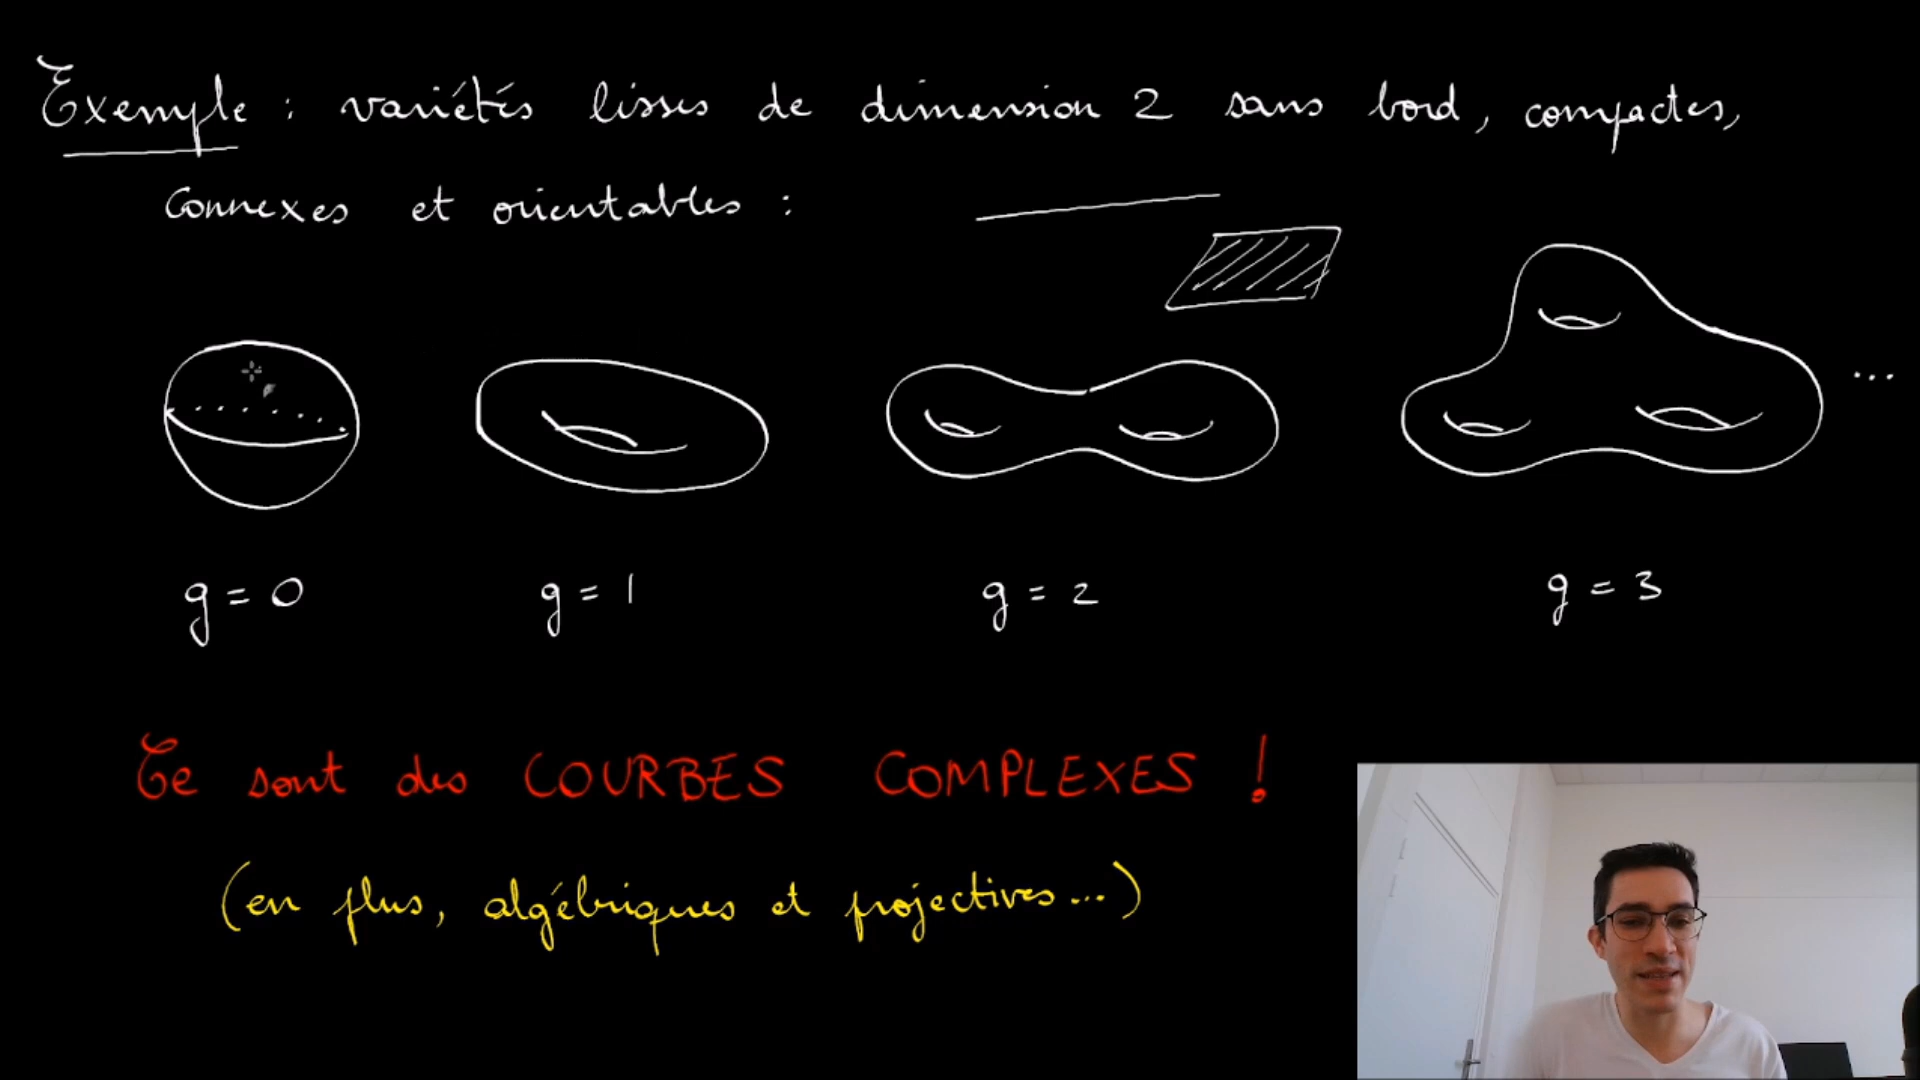 Exemple : variétés lisses de dimension 2 sans bord, compactes,
connexes et orientables :
...
g = 0 g = 1 g = 2 g = 3
Ce sont des COURBES COMPLEXES !
(en plus, algébriques et projectives...)